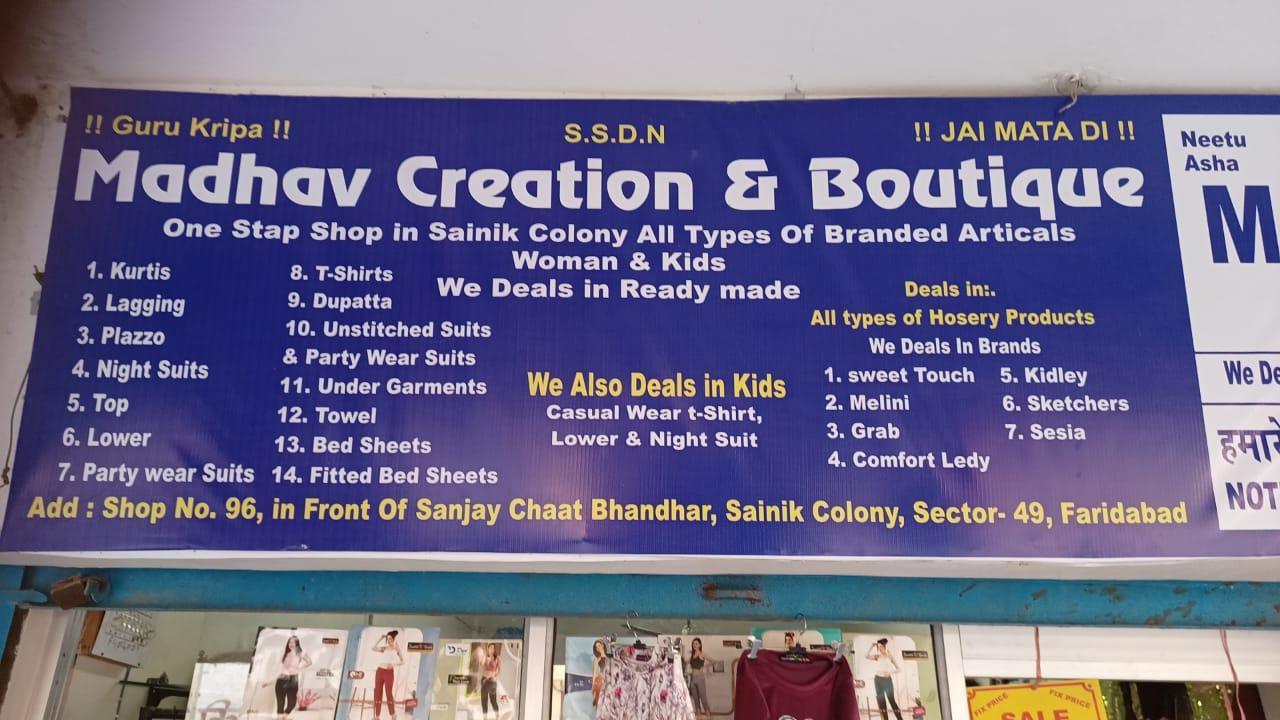 !! Guru Kripa !!
S.S.D.N
!! JAI MATA DI !!
Madhav Creation & Boutique
One Stap Shop in Sainik Colony All Types Of Branded Articals
Woman & Kids
We Deals in Ready made
1. Kurtis
2. Lagging
3. Plazzo
4. Night Suits
5. Top
6. Lower
7. Party wear Suits
8. T-Shirts
9. Dupatta
10. Unstitched Suits
& Party Wear Suits
11. Under Garments
12. Towel
13. Bed Sheets
14. Fitted Bed Sheets
We Also Deals in Kids
Casual Wear t-Shirt,
Lower & Night Suit
Deals in:.
All types of Hosery Products
We Deals In Brands
1. sweet Touch
2. Melini
3. Grab
4. Comfort Ledy
5. Kidley
6. Sketchers
7. Sesia
Add : Shop No. 96, in Front Of Sanjay Chaat Bhandhar, Sainik Colony, Sector- 49, Faridabad
Neetu
Asha
M
We De
हमारे
NOT
FIX PRICE
FIX PRICE
SALE